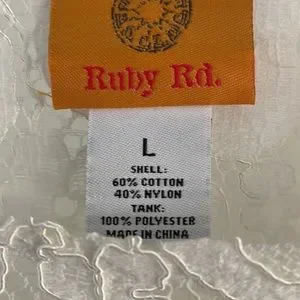 Ruby Rd.
L
SHELL:
60% COTTON
40% NYLON
TANK:
100% POLYESTER
MADE IN CHINA